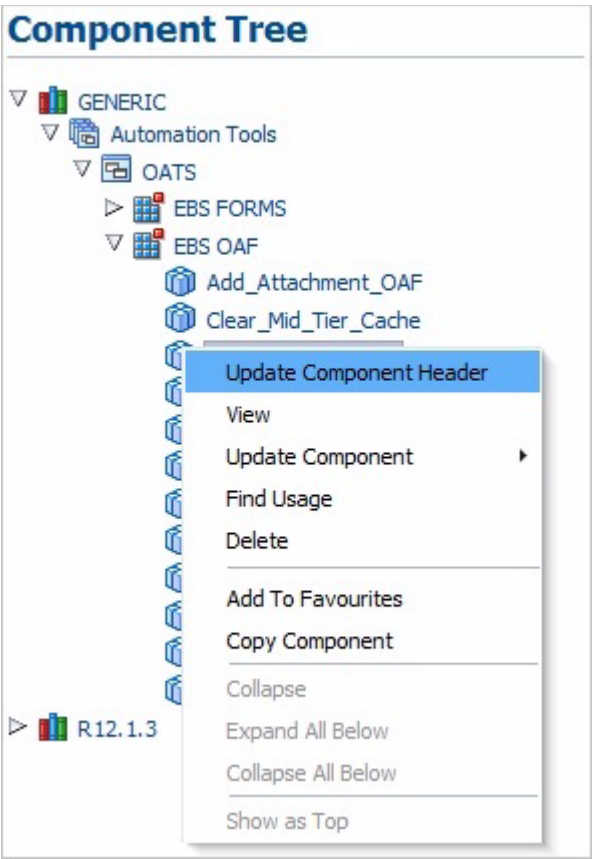 Component Tree
GENERIC
Automation Tools
OATS
EBS FORMS
EBS OAF
Add_Attachment_OAF
Clear_Mid_Tier_Cache
Update Component Header
View
Update Component
Find Usage
Delete
Add To Favourites
Copy Component
Collapse
Expand All Below
Collapse All Below
Show as Top
R12.1.3